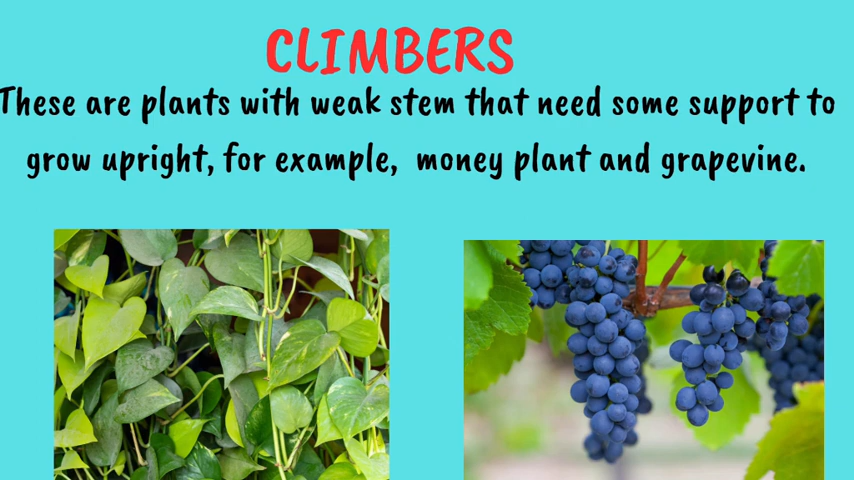 CLIMBERS
These are plants with weak stem that need some support to
grow upright, for example, money plant and grapevine.